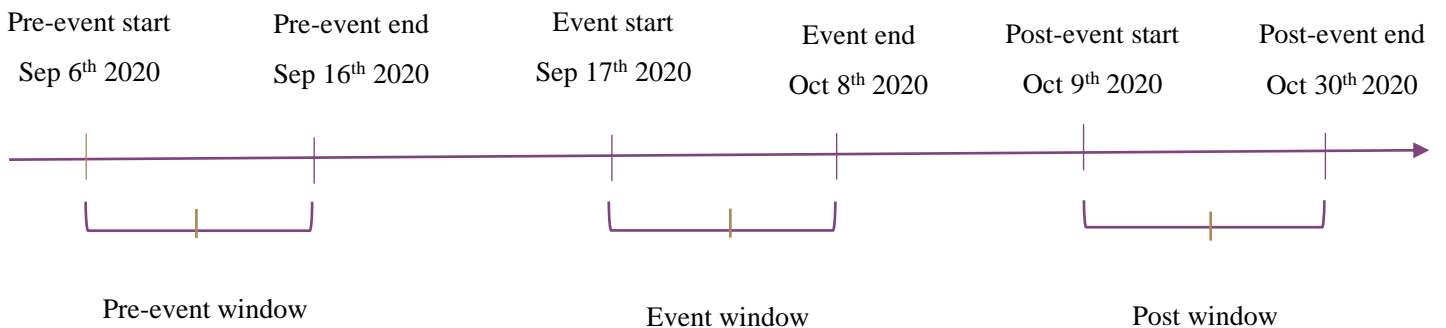 Pre-event start
Sep 6th 2020
Pre-event end
Sep 16th 2020
Event start
Sep 17th 2020
Event end
Oct 8th 2020
Post-event start
Oct 9th 2020
Post-event end
Oct 30th 2020
Pre-event window
Event window
Post window